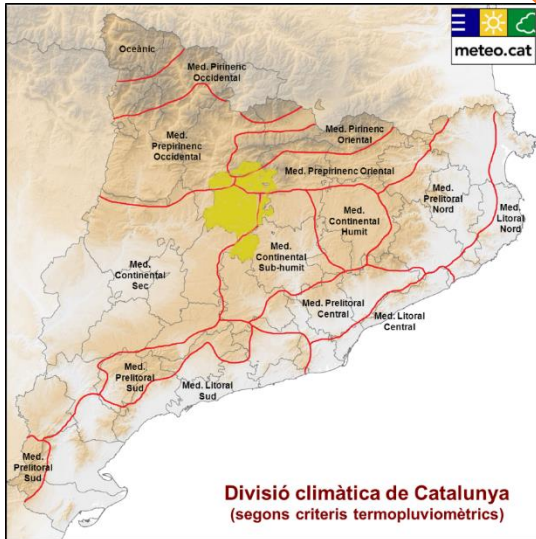 meteo.cat
Oceànic
Med. Pirinenc
Occidental
Med.
Prepirinenc
Occidental
Med. Pirinenc
Oriental
Med. Prepirinenc Oriental
Med.
Prelitoral
Nord
Med.
Litoral
Nord
Med.
Continental
Humit
Med.
Continental
Sub-humit
Med.
Continental
Sec
Med. Prelitoral
Central
Med. Litoral
Central
Med.
Prelitoral
Sud
Med. Litoral
Sud
Med.
Prelitoral
Sud
Divisió climàtica de Catalunya
(segons criteris termopluviomètrics)